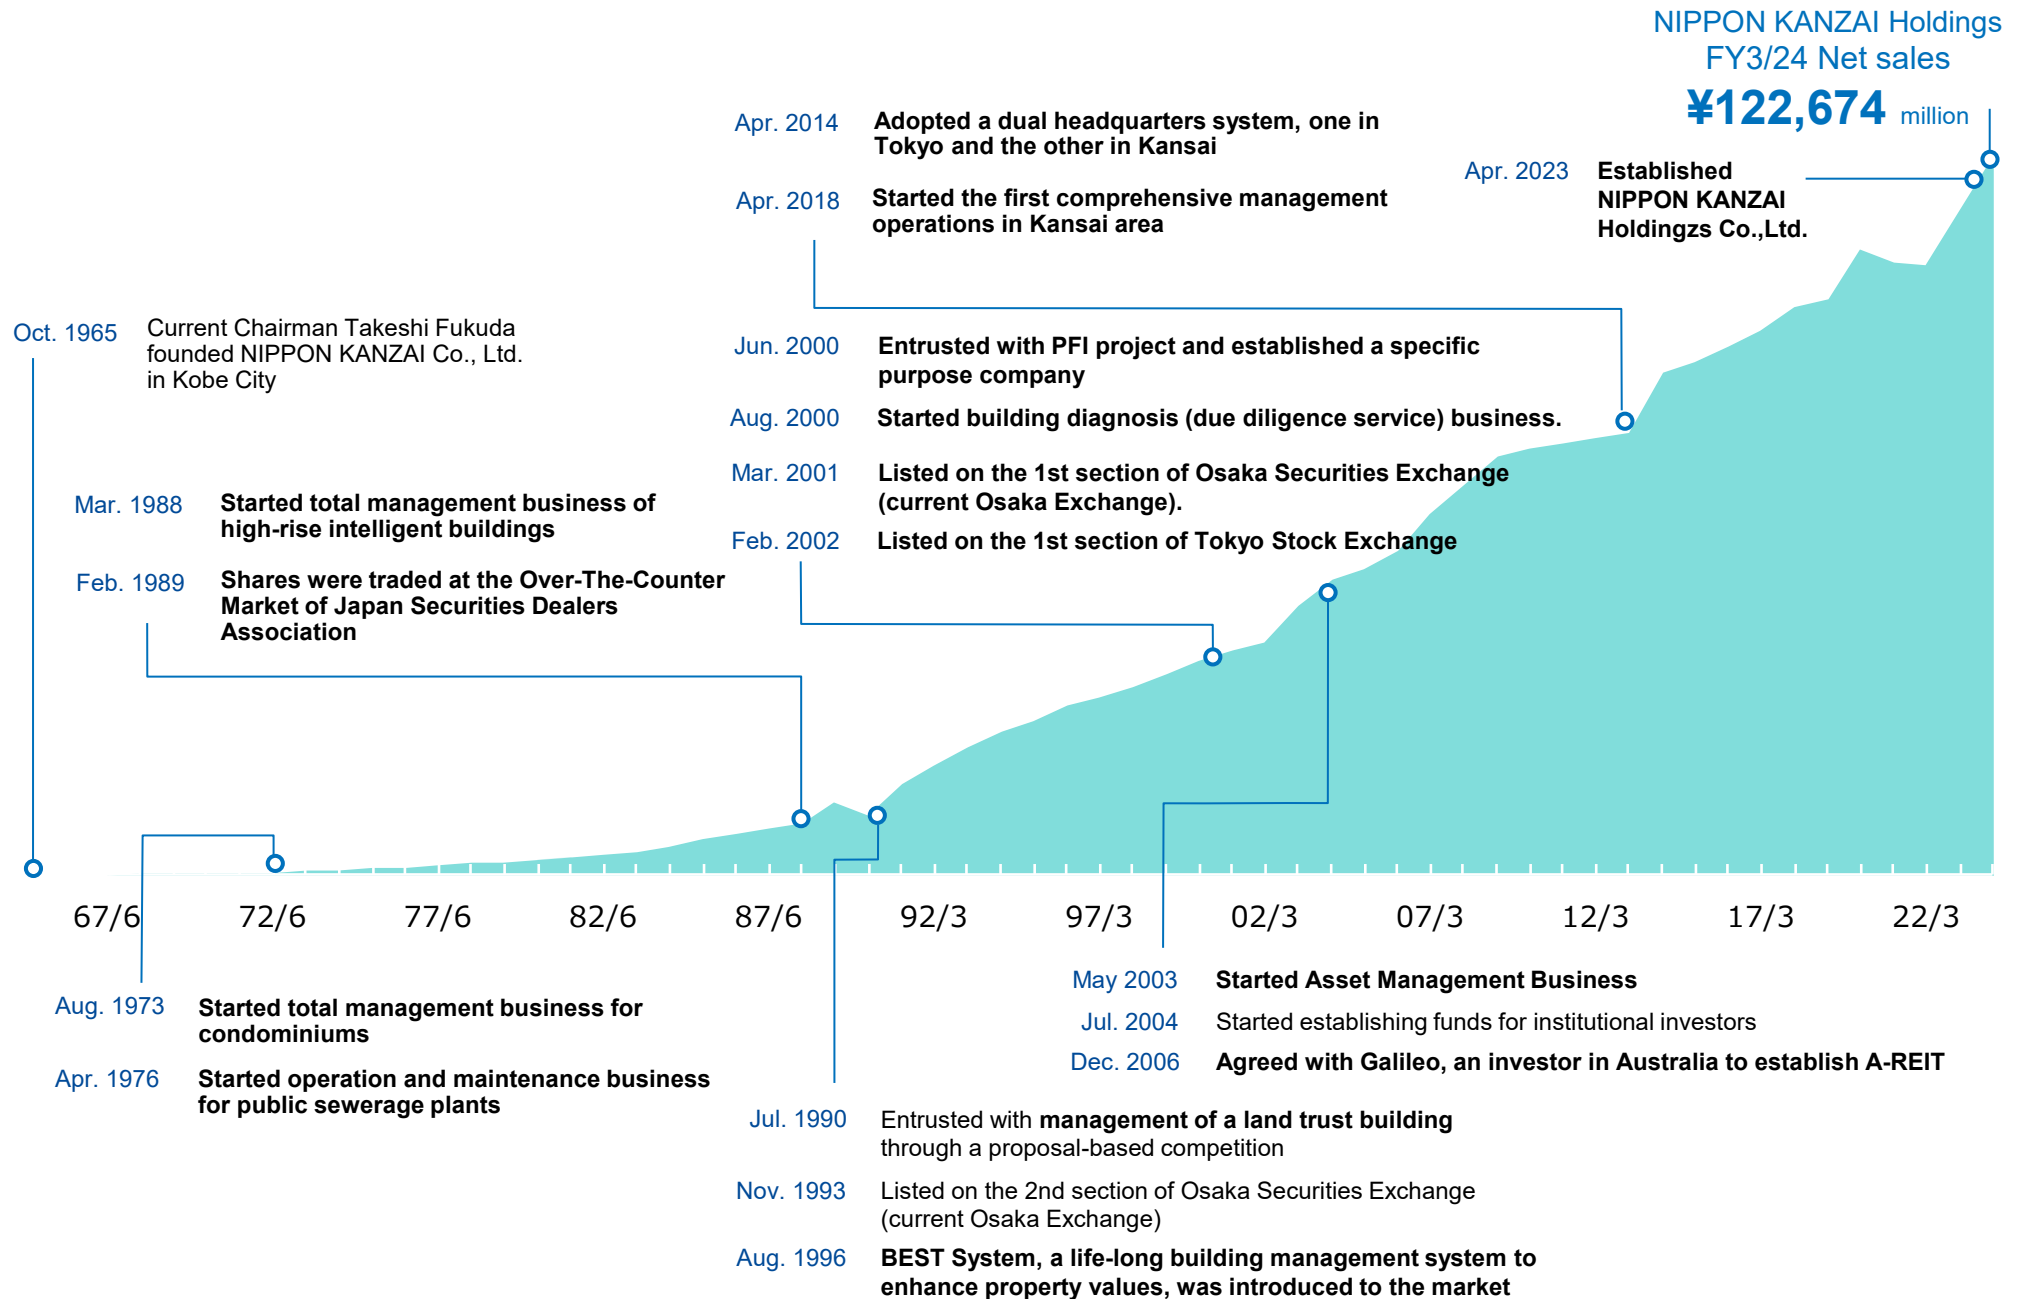 NIPPON KANZAI Holdings
FY3/24 Net sales
¥122,674 million
Apr. 2014 Adopted a dual headquarters system, one in
Tokyo and the other in Kansai
Apr. 2018 Started the first comprehensive management
operations in Kansai area
Apr. 2023 Established
NIPPON KANZAI
Holdingzs Co.,Ltd.
Oct. 1965 Current Chairman Takeshi Fukuda
founded NIPPON KANZAI Co., Ltd.
in Kobe City
Jun. 2000 Entrusted with PFI project and established a specific
purpose company
Aug. 2000 Started building diagnosis (due diligence service) business.
Mar. 2001 Listed on the 1st section of Osaka Securities Exchange
(current Osaka Exchange).
Feb. 2002 Listed on the 1st section of Tokyo Stock Exchange
Mar. 1988 Started total management business of
high-rise intelligent buildings
Feb. 1989 Shares were traded at the Over-The-Counter
Market of Japan Securities Dealers
Association
67/6 72/6 77/6 82/6 87/6 92/3 97/3 02/3 07/3 12/3 17/3 22/3
Aug. 1973 Started total management business for
condominiums
Apr. 1976 Started operation and maintenance business
for public sewerage plants
May 2003 Started Asset Management Business
Jul. 2004 Started establishing funds for institutional investors
Dec. 2006 Agreed with Galileo, an investor in Australia to establish A-REIT
Jul. 1990 Entrusted with management of a land trust building
through a proposal-based competition
Nov. 1993 Listed on the 2nd section of Osaka Securities Exchange
(current Osaka Exchange)
Aug. 1996 BEST System, a life-long building management system to
enhance property values, was introduced to the market